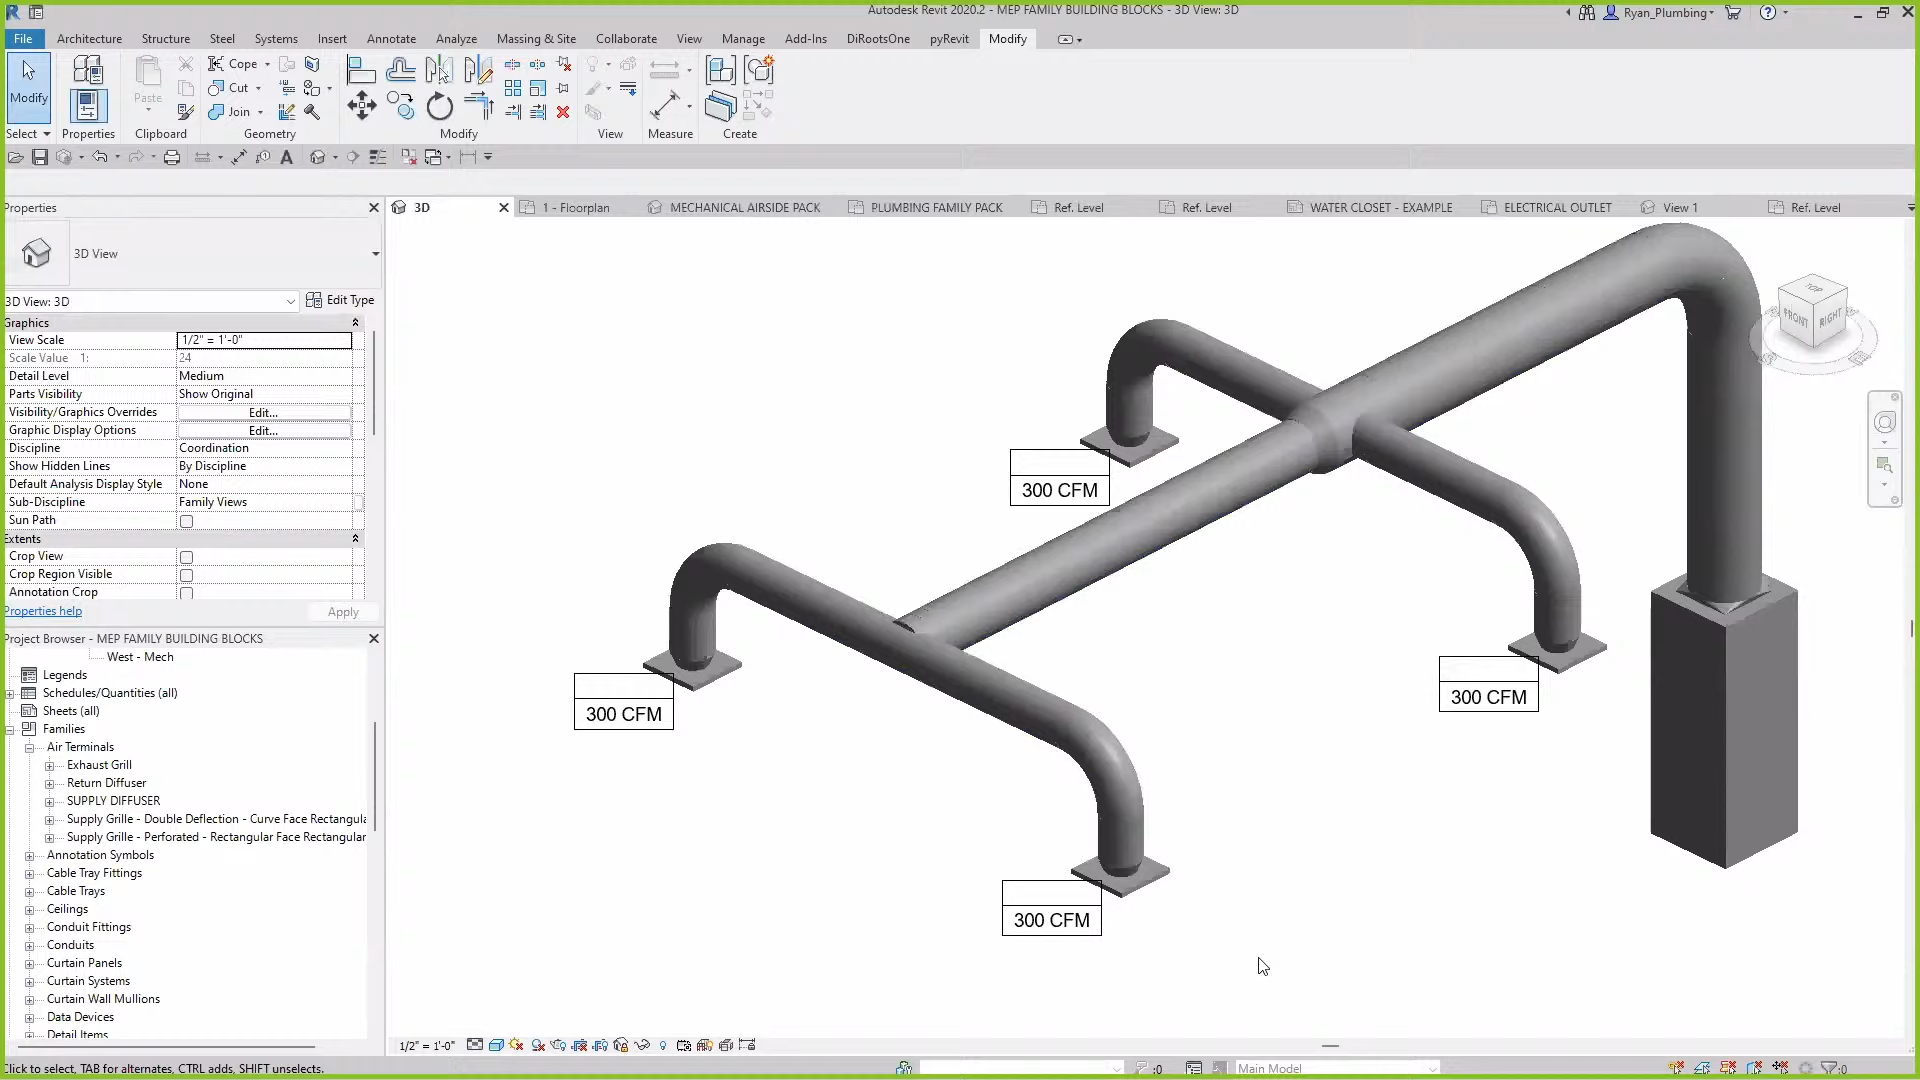 Autodesk Revit 2020.2 - MEP FAMILY BUILDING BLOCKS - 3D View: 3D
Ryan_Plumbing
File Architecture Structure Steel Systems Insert Annotate Analyze Massing & Site Collaborate View Manage Add-Ins DiRootsOne pyRevit Modify
Modify
Paste
Cope
Cut
Join
Select Properties Clipboard Geometry Modify View Measure Create
Properties
3D
1 - Floorplan
MECHANICAL AIRSIDE PACK
PLUMBING FAMILY PACK
Ref. Level
Ref. Level
WATER CLOSET - EXAMPLE
ELECTRICAL OUTLET
View 1
Ref. Level
3D View
3D View: 3D
Edit Type
Graphics
View Scale 1/2" = 1'-0"
Scale Value 1: 24
Detail Level Medium
Parts Visibility Show Original
Visibility/Graphics Overrides Edit...
Graphic Display Options Edit...
Discipline Coordination
Show Hidden Lines By Discipline
Default Analysis Display Style None
Sub-Discipline Family Views
Sun Path
Extents
Crop View
Crop Region Visible
Annotation Crop
Properties help
Apply
Project Browser - MEP FAMILY BUILDING BLOCKS
West - Mech
Legends
Schedules/Quantities (all)
Sheets (all)
Families
Air Terminals
Exhaust Grill
Return Diffuser
SUPPLY DIFFUSER
Supply Grille - Double Deflection - Curve Face Rectangula
Supply Grille - Perforated - Rectangular Face Rectangular
Annotation Symbols
Cable Tray Fittings
Cable Trays
Ceilings
Conduit Fittings
Conduits
Curtain Panels
Curtain Systems
Curtain Wall Mullions
Data Devices
Detail Items
TOP
FRONT
RIGHT
300 CFM
300 CFM
300 CFM
300 CFM
1/2" = 1'-0"
Click to select, TAB for alternates, CTRL adds, SHIFT unselects.
:0
Main Model
:0